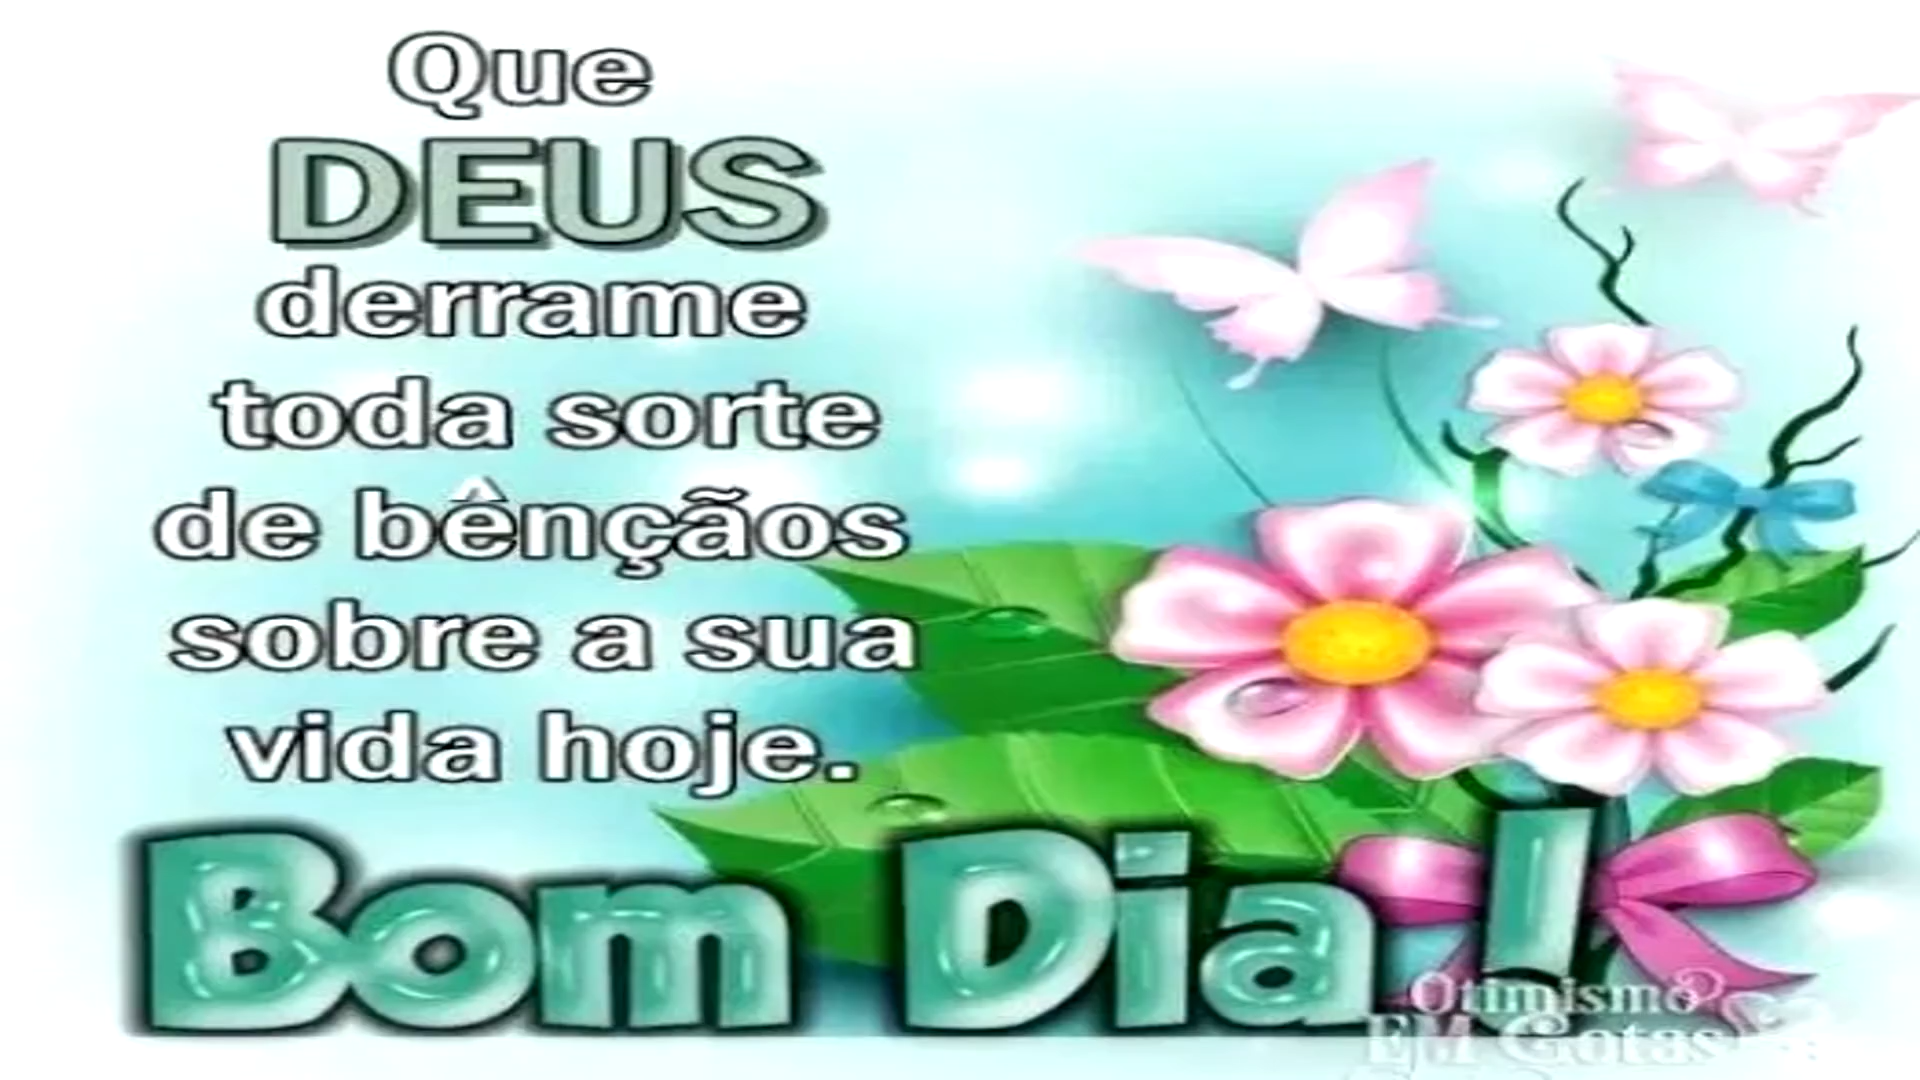 Que
DEUS
derrame
toda sorte
de bênçãos
sobre a sua
vida hoje.
Bom Dia !
Otimismo
EM Gotas